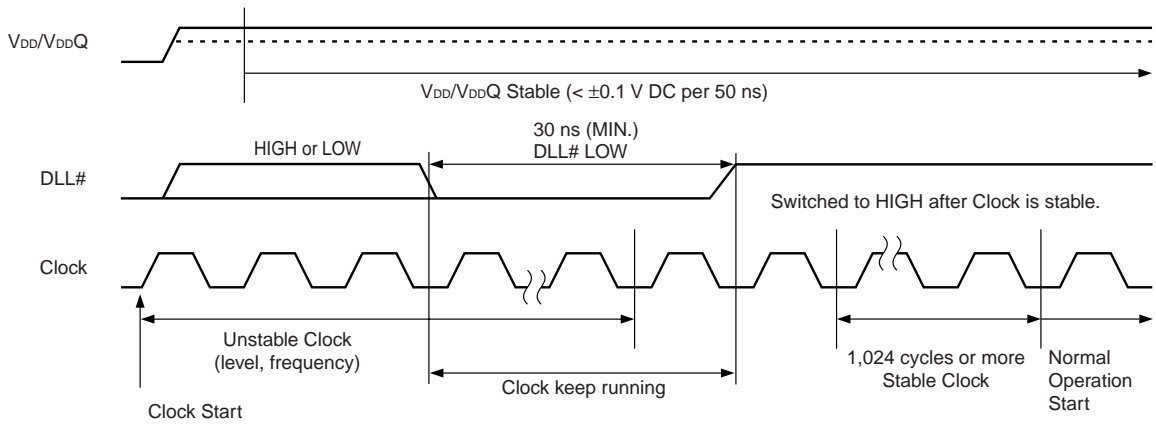 VDD/VDDQ
VDD/VDDQ Stable (< ±0.1 V DC per 50 ns)
30 ns (MIN.)
DLL# LOW
HIGH or LOW
DLL#
Switched to HIGH after Clock is stable.
Clock
Unstable Clock
(level, frequency)
Clock keep running
1,024 cycles or more
Stable Clock
Normal
Operation
Start
Clock Start